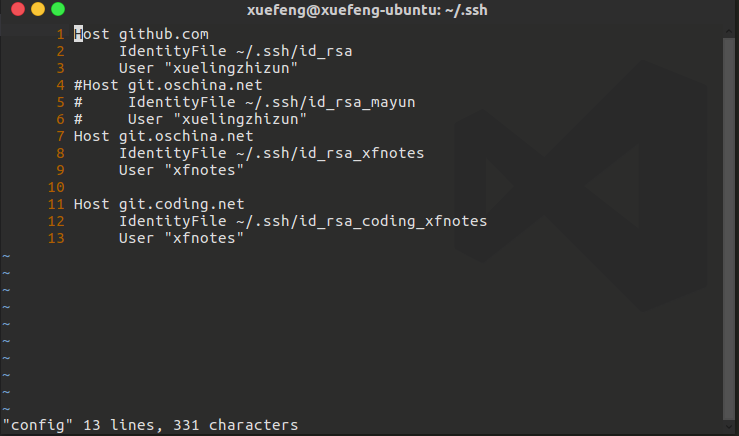 xuefeng@xuefeng-ubuntu: ~/.ssh
1 Host github.com
2      IdentityFile ~/.ssh/id_rsa
3      User "xuelingzhizun"
4 #Host git.oschina.net
5 #     IdentityFile ~/.ssh/id_rsa_mayun
6 #     User "xuelingzhizun"
7 Host git.oschina.net
8      IdentityFile ~/.ssh/id_rsa_xfnotes
9      User "xfnotes"
10
11 Host git.coding.net
12      IdentityFile ~/.ssh/id_rsa_coding_xfnotes
13      User "xfnotes"
~
~
~
~
~
~
~
~
~
~
"config" 13 lines, 331 characters